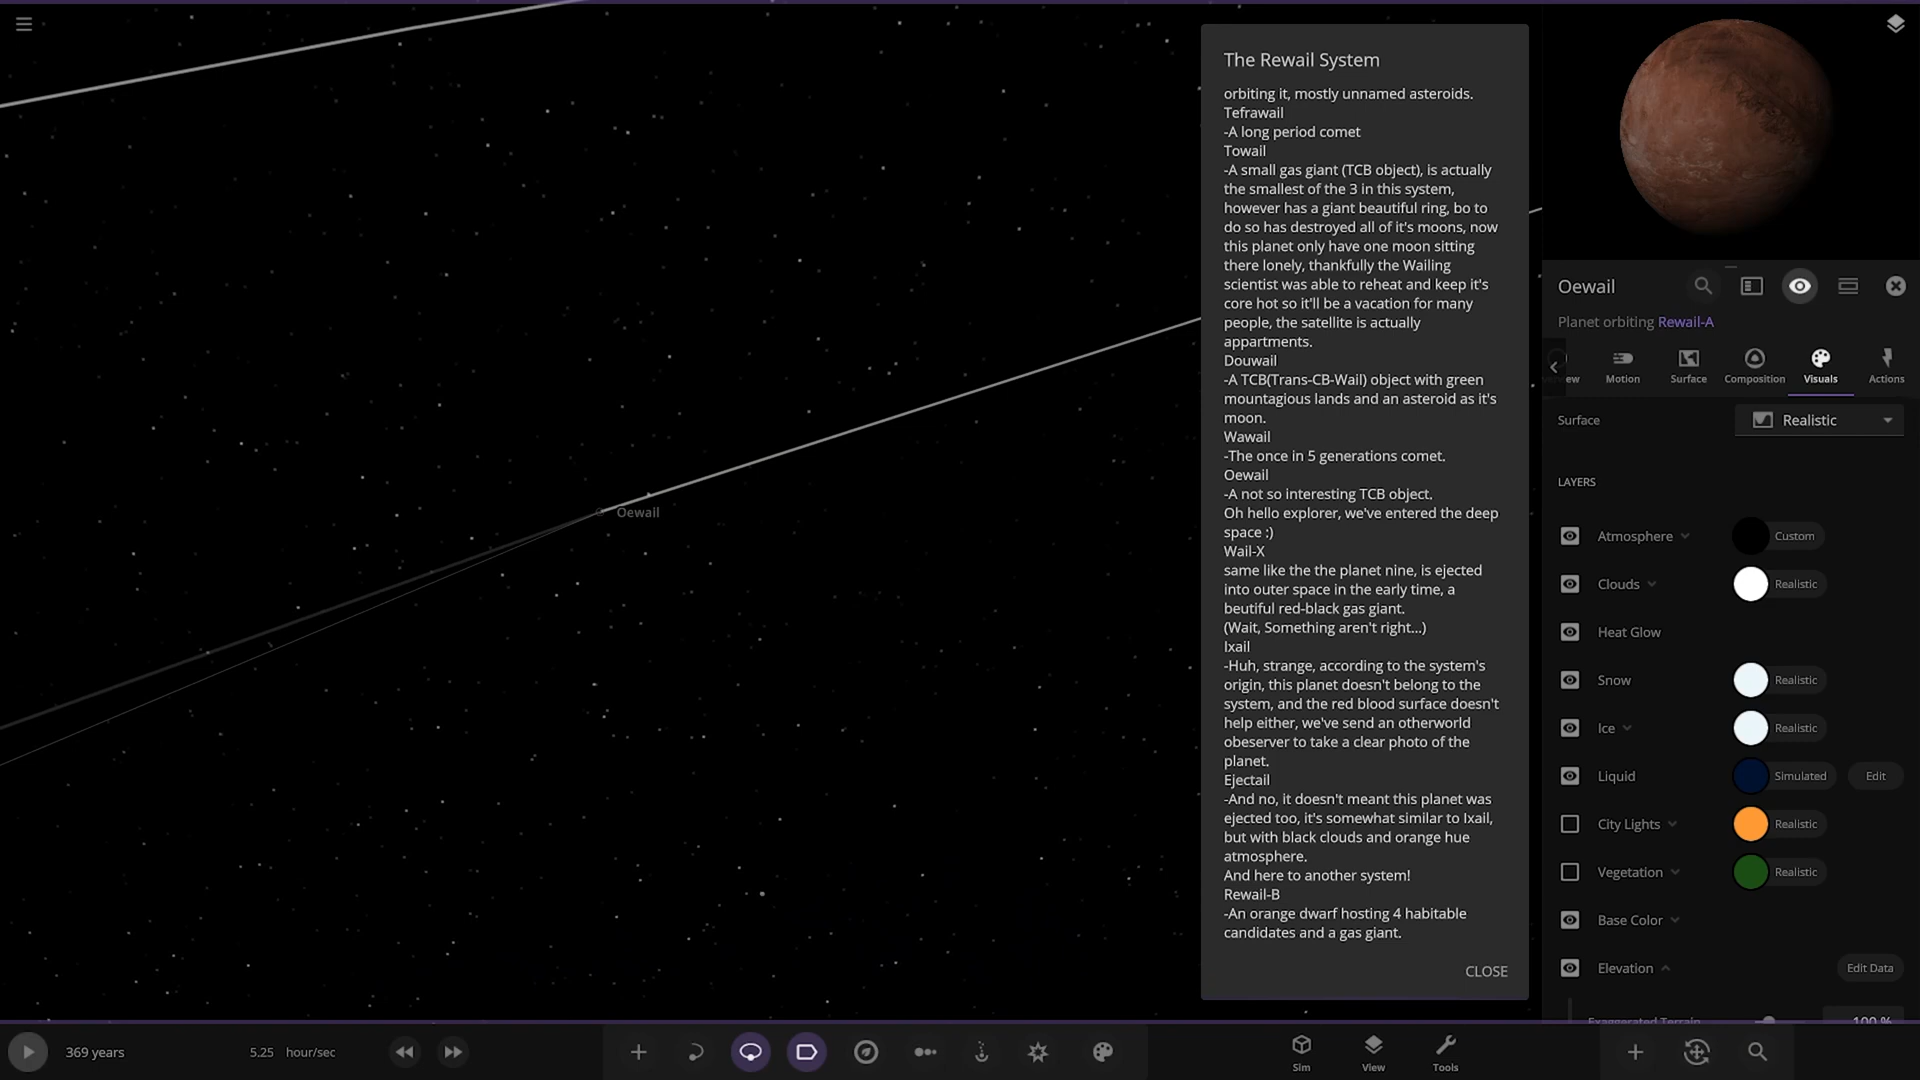 The Rewail System
orbiting it, mostly unnamed asteroids.
Tefrawail
-A long period comet
Towail
-A small gas giant (TCB object), is actually
the smallest of the 3 in this system,
however has a giant beautiful ring, bo to
do so has destroyed all of it's moons, now
this planet only have one moon sitting
there lonely, thankfully the Wailing
scientist was able to reheat and keep it's
core hot so it'll be a vacation for many
people, the satellite is actually
appartments.
Douwail
-A TCB(Trans-CB-Wail) object with green
mountagious lands and an asteroid as it's
moon.
Wawail
-The once in 5 generations comet.
Oewail
-A not so interesting TCB object.
Oh hello explorer, we've entered the deep
space :)
Wail-X
same like the the planet nine, is ejected
into outer space in the early time, a
beutiful red-black gas giant.
(Wait, Something aren't right...)
Ixail
-Huh, strange, according to the system's
origin, this planet doesn't belong to the
system, and the red blood surface doesn't
help either, we've send an otherworld
obeserver to take a clear photo of the
planet.
Ejectail
-And no, it doesn't meant this planet was
ejected too, it's somewhat similar to Ixail,
but with black clouds and orange hue
atmosphere.
And here to another system!
Rewail-B
-An orange dwarf hosting 4 habitable
candidates and a gas giant.
CLOSE
Oewail
Oewail
Planet orbiting Rewail-A
ew Motion Surface Composition Visuals Actions
Surface Realistic
LAYERS
Atmosphere Custom
Clouds Realistic
Heat Glow
Snow Realistic
Ice Realistic
Liquid Simulated Edit
City Lights Realistic
Vegetation Realistic
Base Color
Elevation Edit Data
Exaggerated Terrain 100 %
369 years 5.25 hour/sec
Sim View Tools